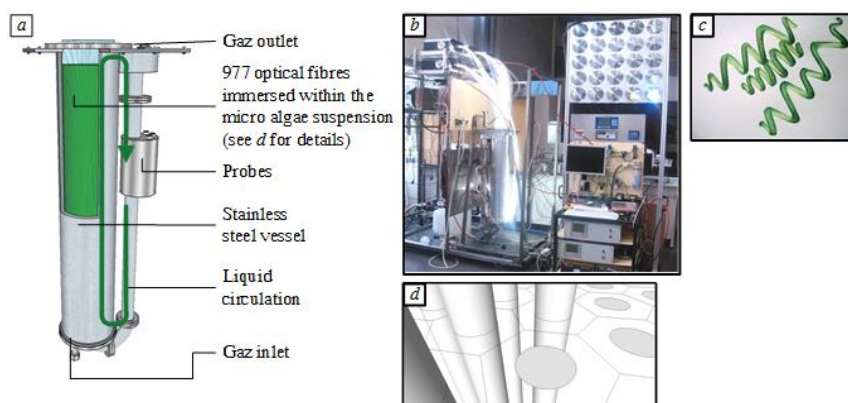 a
Gaz outlet
977 optical fibres
immersed within the
micro algae suspension
(see d for details)
Probes
Stainless
steel vessel
Liquid
circulation
Gaz inlet
b
c
d